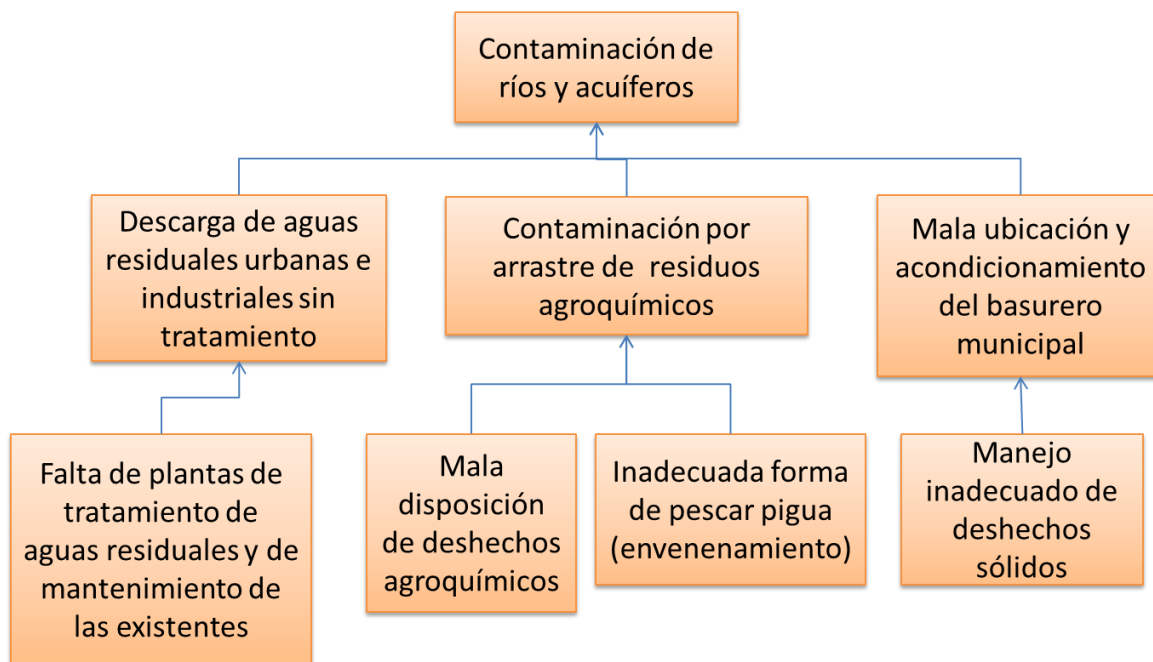 Contaminación de
ríos y acuíferos
Descarga de aguas
residuales urbanas e
industriales sin
tratamiento
Contaminación por
arrastre de residuos
agroquímicos
Mala ubicación y
acondicionamiento
del basurero
municipal
Falta de plantas de
tratamiento de
aguas residuales y de
mantenimiento de
las existentes
Mala
disposición
de deshechos
agroquímicos
Inadecuada forma
de pescar pigua
(envenenamiento)
Manejo
inadecuado de
deshechos
sólidos